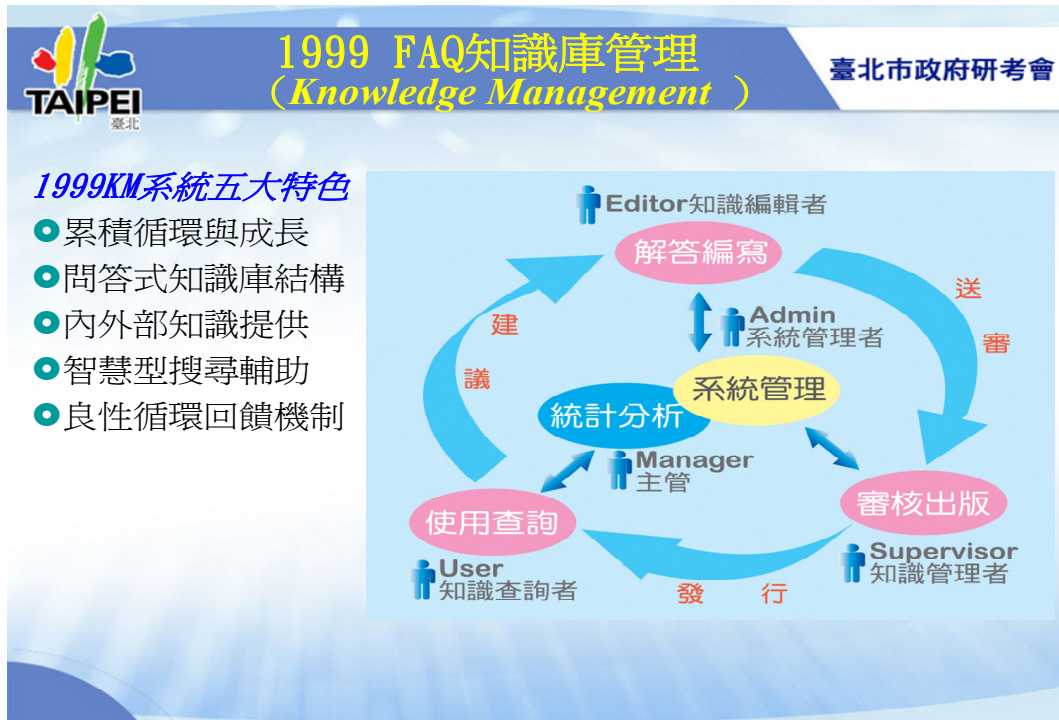 TAIPEI
臺北
1999 FAQ知識庫管理
（Knowledge Management ）
臺北市政府研考會
1999KM系統五大特色
累積循環與成長
問答式知識庫結構
內外部知識提供
智慧型搜尋輔助
良性循環回饋機制
Editor知識編輯者
解答編寫
送
審
建
議
Admin
系統管理者
系統管理
統計分析
Manager
主管
審核出版
Supervisor
知識管理者
使用查詢
User
知識查詢者
發 行